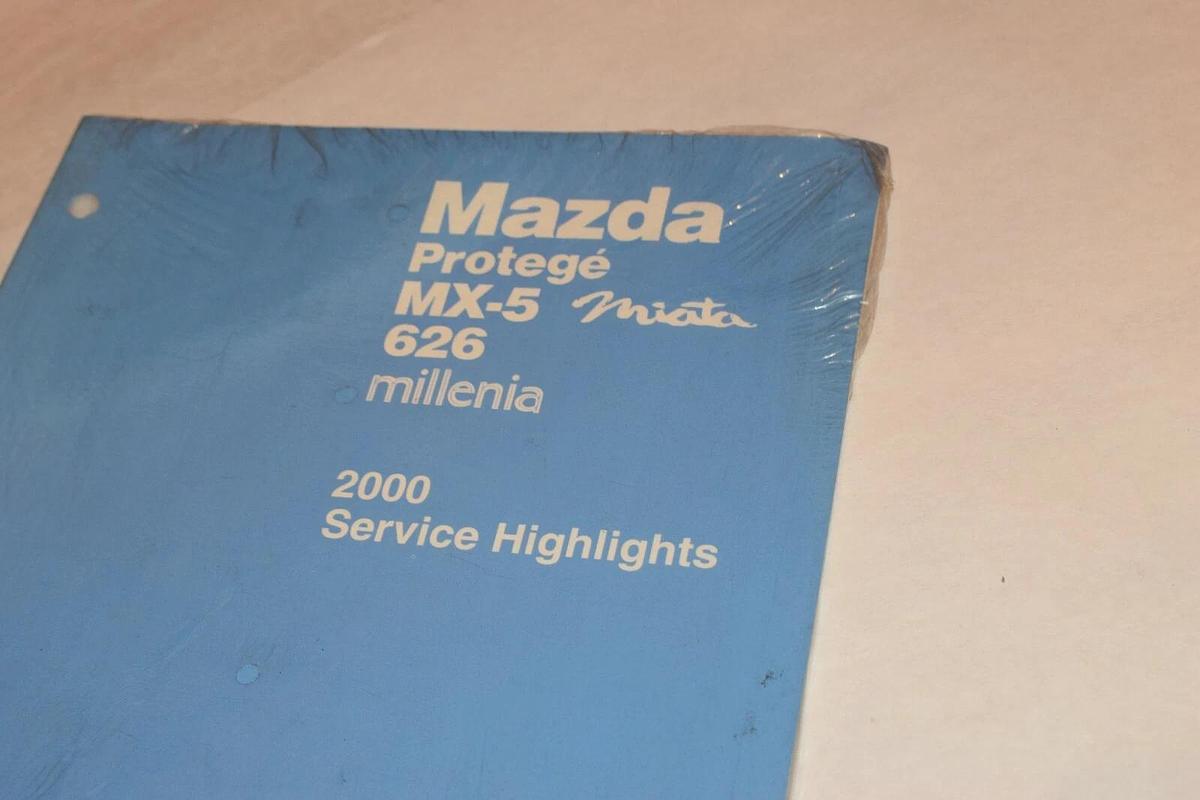 Mazda
Protegé
MX-5 Miata
626
millenia
2000
Service Highlights